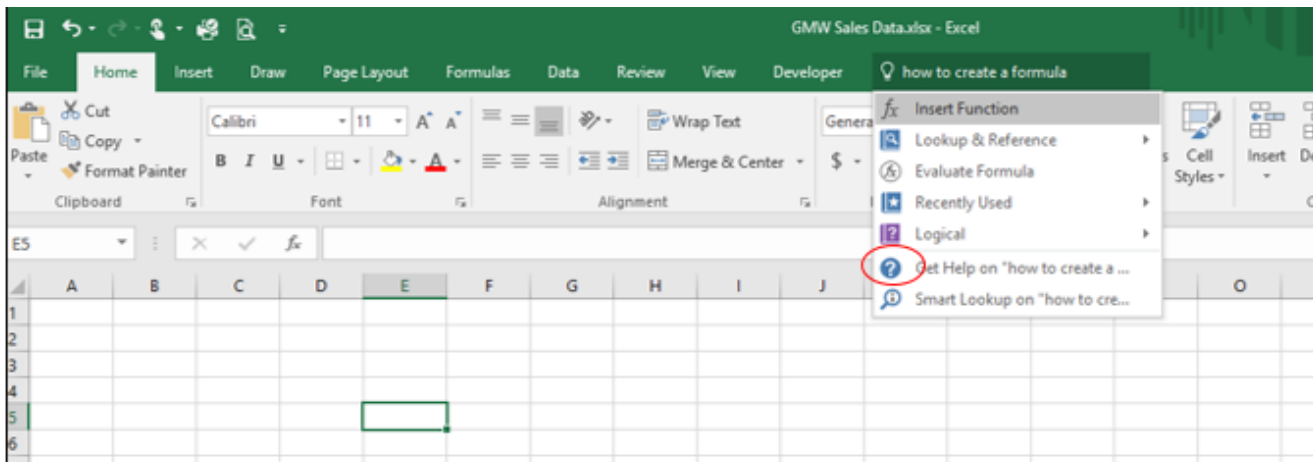 GMW Sales Data.xlsx - Excel
File Home Insert Draw Page Layout Formulas Data Review View Developer how to create a formula
Cut
Copy
Format Painter
Paste
Clipboard
Calibri 11 A A
B I U A
Font
Wrap Text
Merge & Center
Alignment
Genera
$
fx Insert Function
Lookup & Reference
fx Evaluate Formula
Recently Used
Logical
? Get Help on "how to create a ...
Smart Lookup on "how to cre...
s Cell Styles
Insert
E5 fx
A B C D E F G H I J O
1
2
3
4
5
6